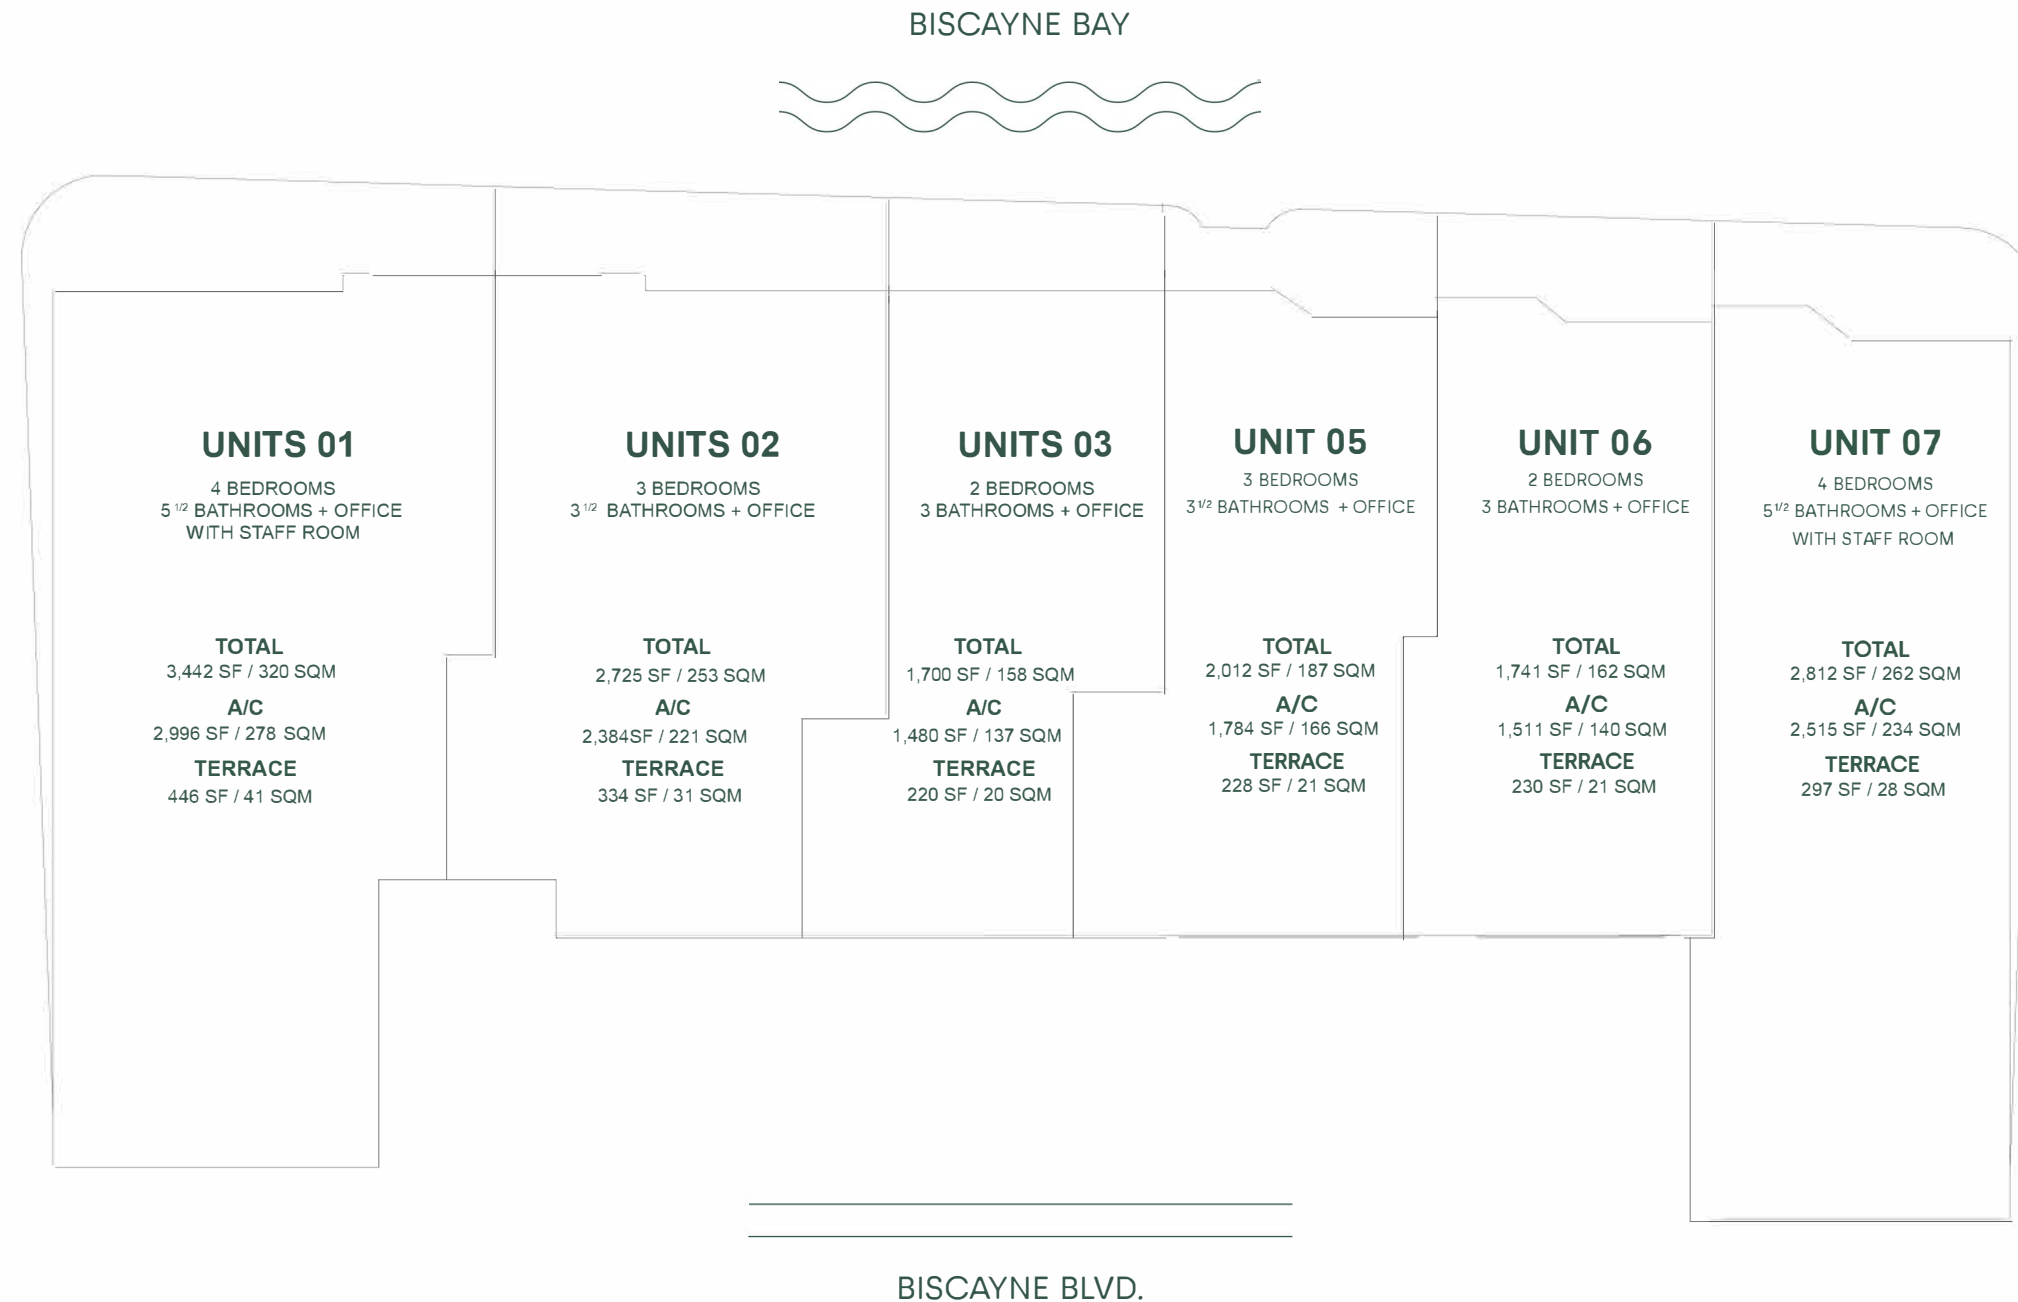 BISCAYNE BAY
UNITS 01
4 BEDROOMS
5 1/2 BATHROOMS + OFFICE
WITH STAFF ROOM
TOTAL
3,442 SF / 320 SQM
A/C
2,996 SF / 278 SQM
TERRACE
446 SF / 41 SQM
UNITS 02
3 BEDROOMS
3 1/2 BATHROOMS + OFFICE
TOTAL
2,725 SF / 253 SQM
A/C
2,384SF / 221 SQM
TERRACE
334 SF / 31 SQM
UNITS 03
2 BEDROOMS
3 BATHROOMS + OFFICE
TOTAL
1,700 SF / 158 SQM
A/C
1,480 SF / 137 SQM
TERRACE
220 SF / 20 SQM
UNIT 05
3 BEDROOMS
3 1/2 BATHROOMS + OFFICE
TOTAL
2,012 SF / 187 SQM
A/C
1,784 SF / 166 SQM
TERRACE
228 SF / 21 SQM
UNIT 06
2 BEDROOMS
3 BATHROOMS + OFFICE
TOTAL
1,741 SF / 162 SQM
A/C
1,511 SF / 140 SQM
TERRACE
230 SF / 21 SQM
UNIT 07
4 BEDROOMS
5 1/2 BATHROOMS + OFFICE
WITH STAFF ROOM
TOTAL
2,812 SF / 262 SQM
A/C
2,515 SF / 234 SQM
TERRACE
297 SF / 28 SQM
BISCAYNE BLVD.